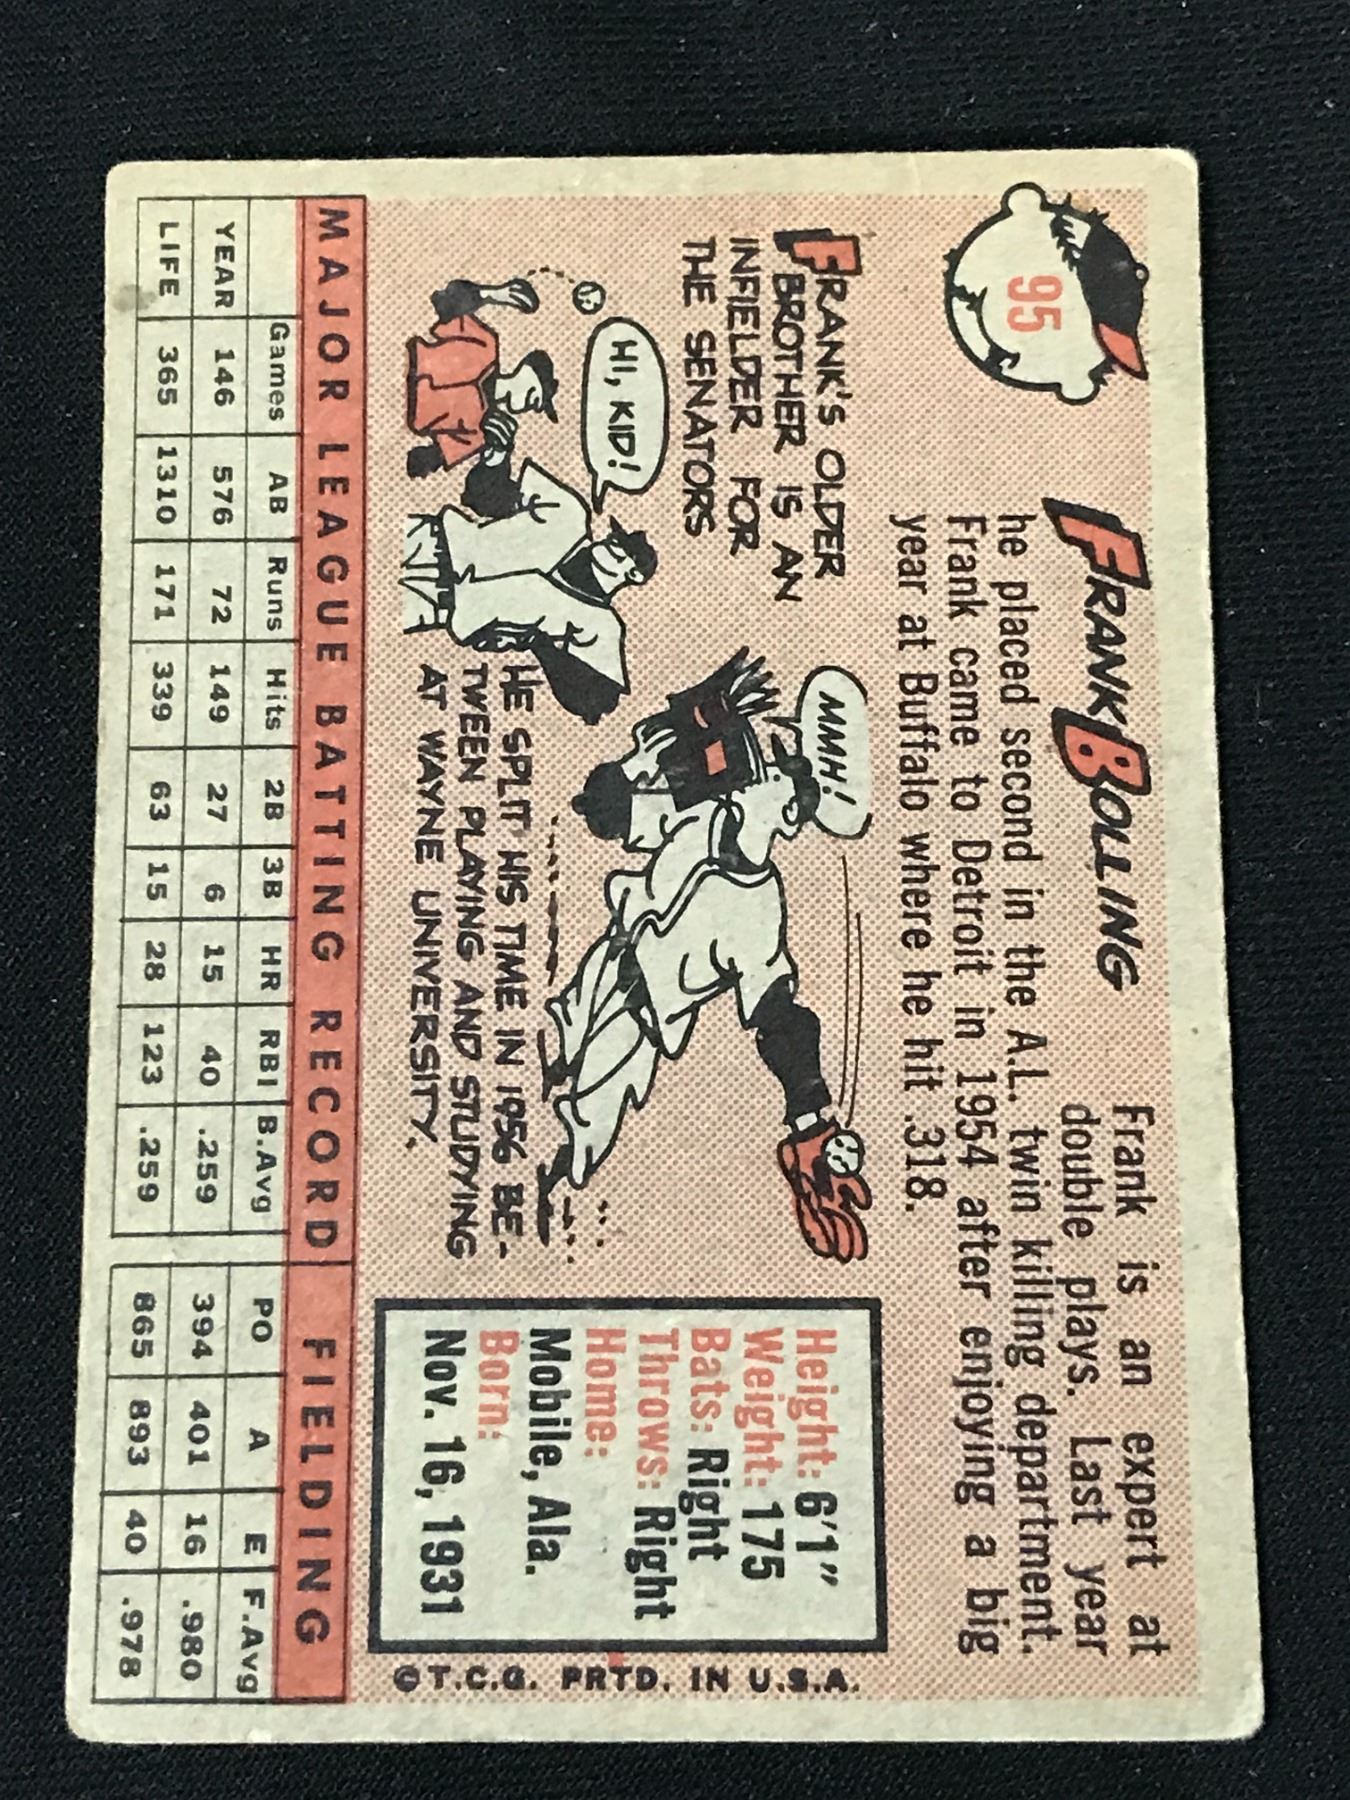 95
FRANK BOLLING
Frank is an expert at
double plays. Last year
he placed second in the A.L. twin killing department.
Frank came to Detroit in 1954 after enjoying a big
year at Buffalo where he hit .318.
FRANK'S OLDER
BROTHER IS AN
INFIELDER FOR
THE SENATORS
HI, KID!
MMH!
HE SPLIT HIS TIME IN 1956 BE-
TWEEN PLAYING AND STUDYING
AT WAYNE UNIVERSITY.
Height: 6'1"
Weight: 175
Bats: Right
Throws: Right
Home:
Mobile, Ala.
Born:
Nov. 16, 1931
©T.C.G. PRTD. IN U.S.A.
MAJOR LEAGUE BATTING RECORD FIELDING
Games AB Runs Hits 2B 3B HR RBI B.Avg PO A E F.Avg
YEAR 146 576 72 149 27 6 15 40 .259 394 401 16 .980
LIFE 365 1310 171 339 63 15 28 123 .259 865 893 40 .978